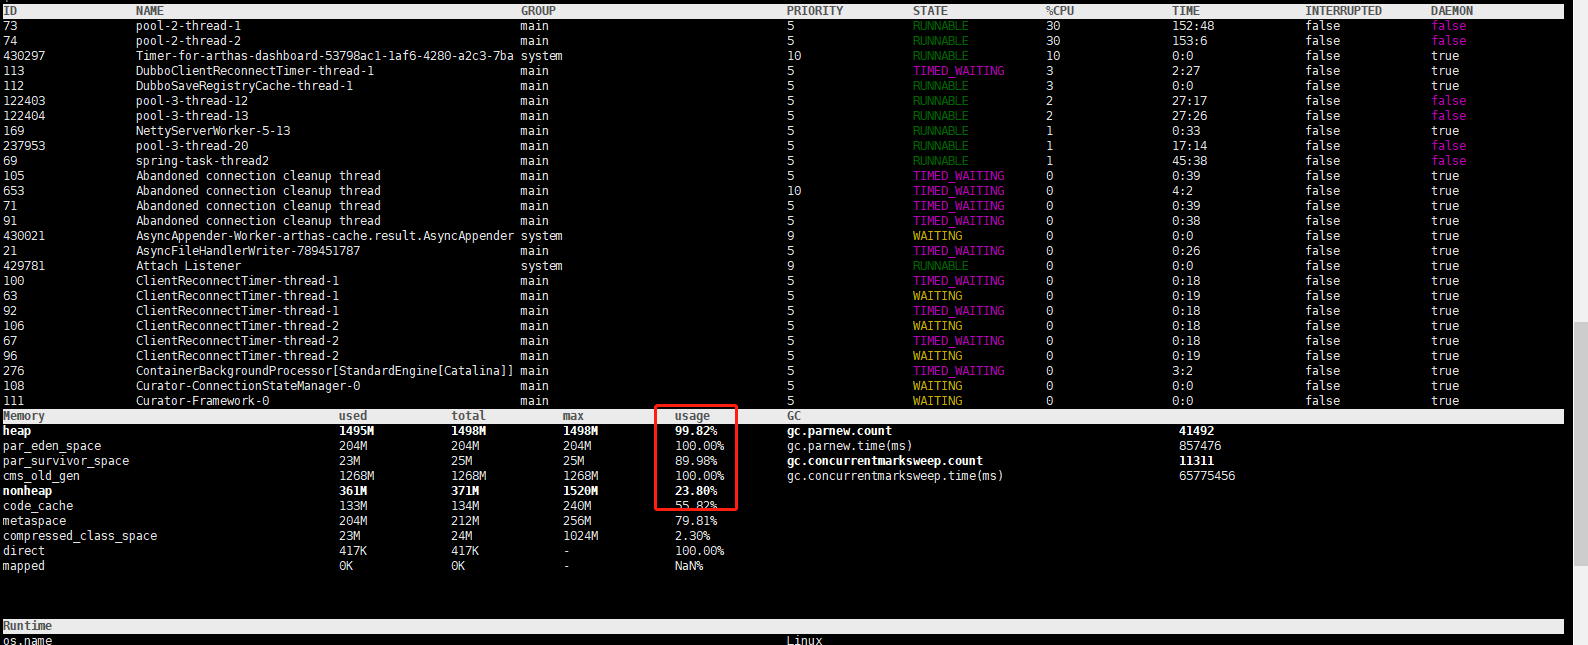 ID NAME GROUP PRIORITY STATE %CPU TIME INTERRUPTED DAEMON
73 pool-2-thread-1 main 5 RUNNABLE 30 152:48 false false
74 pool-2-thread-2 main 5 RUNNABLE 30 153:6 false false
430297 Timer-for-arthas-dashboard-53798ac1-1af6-4280-a2c3-7ba system 10 RUNNABLE 10 0:0 false true
113 DubboClientReconnectTimer-thread-1 main 5 TIMED_WAITING 3 2:27 false true
112 DubboSaveRegistryCache-thread-1 main 5 RUNNABLE 3 0:0 false true
122403 pool-3-thread-12 main 5 RUNNABLE 2 27:17 false false
122404 pool-3-thread-13 main 5 RUNNABLE 2 27:26 false false
169 NettyServerWorker-5-13 main 5 RUNNABLE 1 0:33 false true
237953 pool-3-thread-20 main 5 RUNNABLE 1 17:14 false false
69 spring-task-thread2 main 5 RUNNABLE 1 45:38 false false
105 Abandoned connection cleanup thread main 5 TIMED_WAITING 0 0:39 false true
653 Abandoned connection cleanup thread main 10 TIMED_WAITING 0 4:2 false true
71 Abandoned connection cleanup thread main 5 TIMED_WAITING 0 0:39 false true
91 Abandoned connection cleanup thread main 5 TIMED_WAITING 0 0:38 false true
430021 AsyncAppender-Worker-arthas-cache.result.AsyncAppender system 9 WAITING 0 0:0 false true
21 AsyncFileHandlerWriter-789451787 main 5 TIMED_WAITING 0 0:26 false true
429781 Attach Listener system 9 RUNNABLE 0 0:0 false true
100 ClientReconnectTimer-thread-1 main 5 TIMED_WAITING 0 0:18 false true
63 ClientReconnectTimer-thread-1 main 5 WAITING 0 0:19 false true
92 ClientReconnectTimer-thread-1 main 5 TIMED_WAITING 0 0:18 false true
106 ClientReconnectTimer-thread-2 main 5 WAITING 0 0:18 false true
67 ClientReconnectTimer-thread-2 main 5 TIMED_WAITING 0 0:18 false true
96 ClientReconnectTimer-thread-2 main 5 WAITING 0 0:19 false true
276 ContainerBackgroundProcessor[StandardEngine[Catalina]] main 5 TIMED_WAITING 0 3:2 false true
108 Curator-ConnectionStateManager-0 main 5 WAITING 0 0:0 false true
111 Curator-Framework-0 main 5 WAITING 0 0:0 false true
Memory used total max usage GC
heap 1495M 1498M 1498M 99.82% gc.parnew.count 41492
par_eden_space 204M 204M 204M 100.00% gc.parnew.time(ms) 857476
par_survivor_space 23M 25M 25M 89.98% gc.concurrentmarksweep.count 11311
cms_old_gen 1268M 1268M 1268M 100.00% gc.concurrentmarksweep.time(ms) 65775456
nonheap 361M 371M 1520M 23.80%
code_cache 133M 134M 240M 55.82%
metaspace 204M 212M 256M 79.81%
compressed_class_space 23M 24M 1024M 2.30%
direct 417K 417K - 100.00%
mapped 0K 0K - NaN%
Runtime
os.name Linux